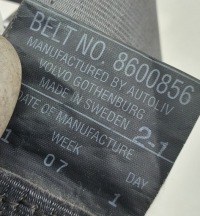 BELT NO. 8600856
MANUFACTURED BY AUTOLIV
VOLVO GOTHENBURG
MADE IN SWEDEN 2-1
DATE OF MANUFACTURE
WEEK DAY
1 07 1